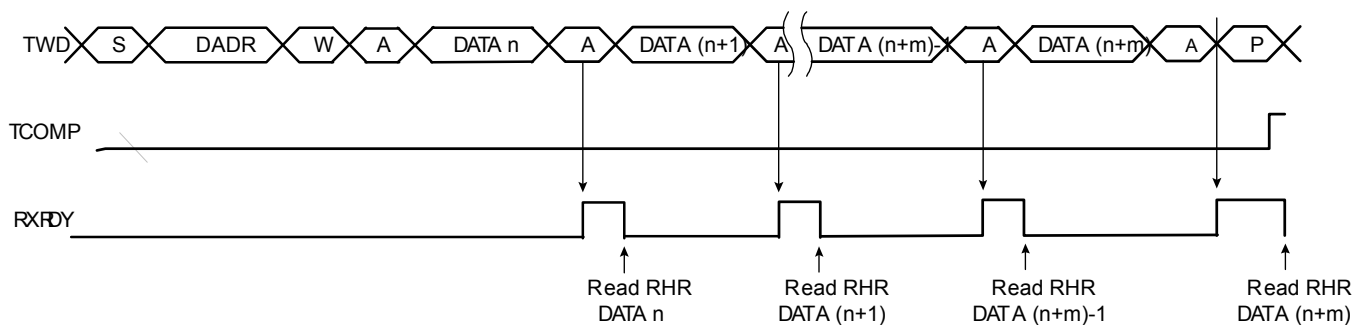 TWD S DADR W A DATA n A DATA (n+1) A DATA (n+m)-1 A DATA (n+m) A P
TCOMP
RXRDY
Read RHR Read RHR Read RHR Read RHR
DATA n DATA (n+1) DATA (n+m)-1 DATA (n+m)